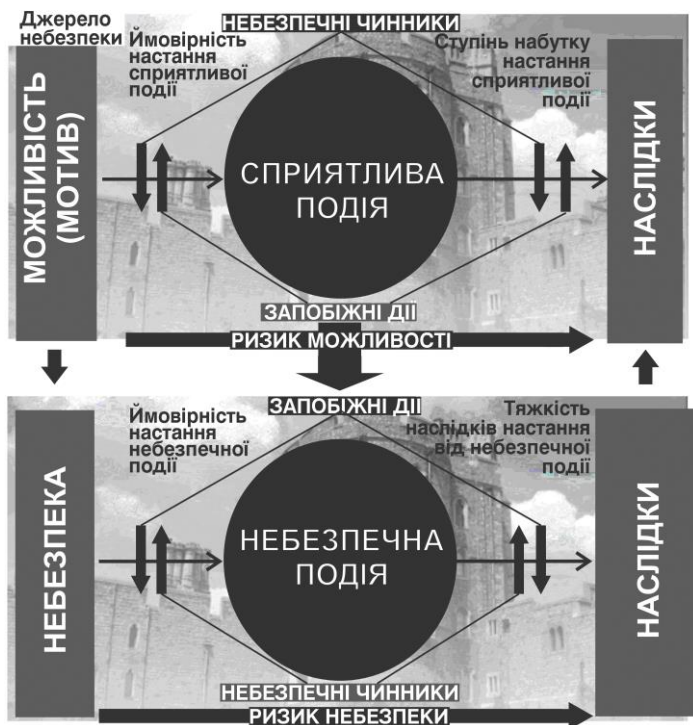 Джерело
небезпеки
НЕБЕЗПЕЧНІ ЧИННИКИ
Ймовірність
настання
сприятливої
події
Ступінь набутку
настання
сприятливої
події
МОЖЛИВІСТЬ
(МОТИВ)
СПРИЯТЛИВА
ПОДІЯ
НАСЛІДКИ
ЗАПОБІЖНІ ДІЇ
РИЗИК МОЖЛИВОСТІ
ЗАПОБІЖНІ ДІЇ
Ймовірність
настання
небезпечної
події
Тяжкість
наслідків настання
від небезпечної
події
НЕБЕЗПЕКА
НЕБЕЗПЕЧНА
ПОДІЯ
НАСЛІДКИ
НЕБЕЗПЕЧНІ ЧИННИКИ
РИЗИК НЕБЕЗПЕКИ